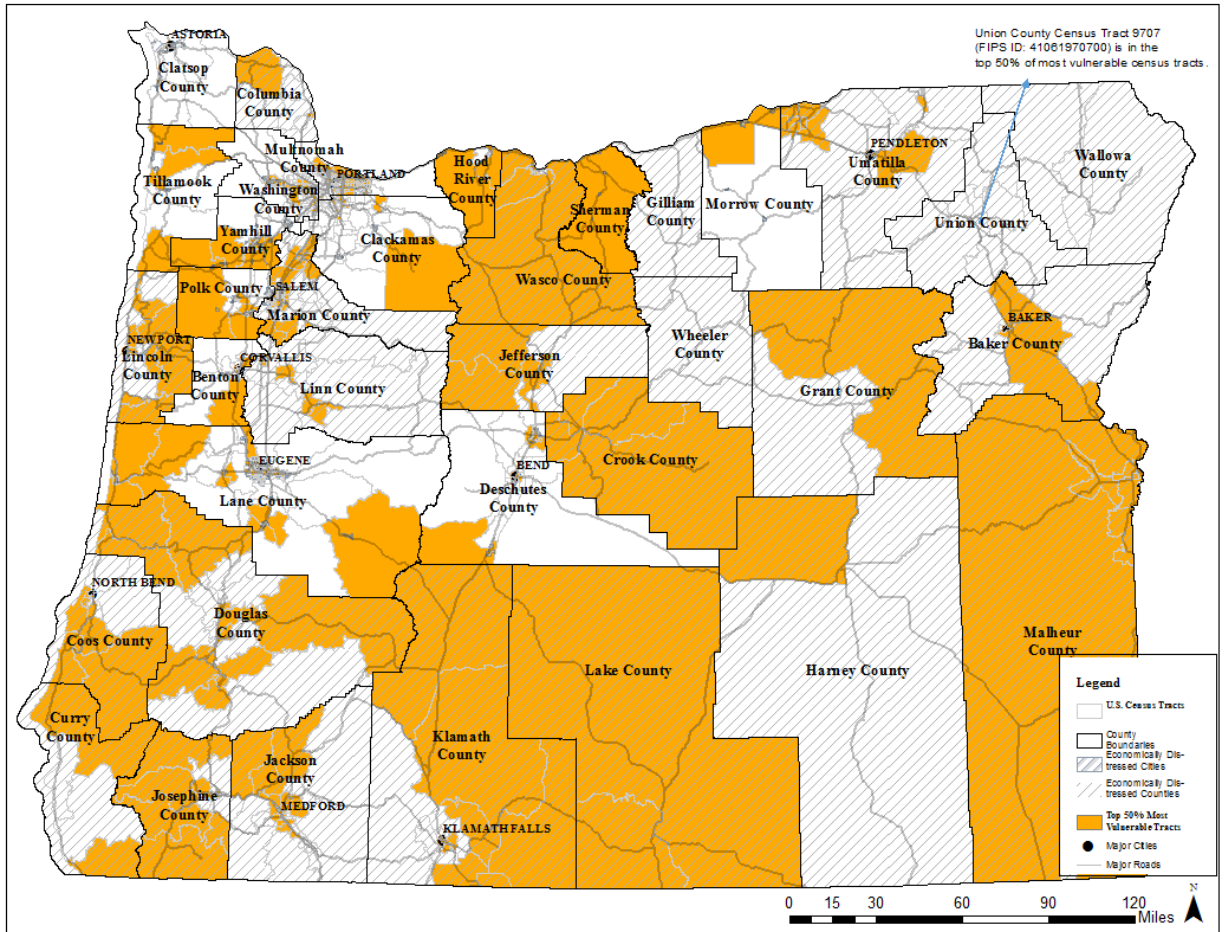 Union County Census Tract 9707
(FIPS ID: 41061970700) is in the
top 50% of most vulnerable census tracts.
ASTORIA
Clatsop
County
Columbia
County
Multnomah
County
PORTLAND
Tillamook
County
Washington
County
Hood
River
County
Sherman
County
Gilliam
County
Morrow County
PENDLETON
Umatilla
County
Wallowa
County
Union County
Yamhill
County
Clackamas
County
Wasco County
Polk County
SALEM
Marion County
NEWPORT
Lincoln
County
CORVALLIS
Benton
County
Linn County
Jefferson
County
Wheeler
County
Grant County
BAKER
Baker County
EUGENE
Lane County
BEND
Deschutes
County
Crook County
NORTH BEND
Coos County
Douglas
County
Lake County
Harney County
Malheur
County
Curry
County
Josephine
County
Jackson
County
MEDFORD
Klamath
County
KLAMATH FALLS
Legend
U.S. Census Tracts
County
Boundaries
Economically Dis-
tressed Cities
Economically Dis-
tressed Counties
Top 50% Most
Vulnerable Tracts
Major Cities
Major Roads
N
0 15 30 60 90 120
Miles